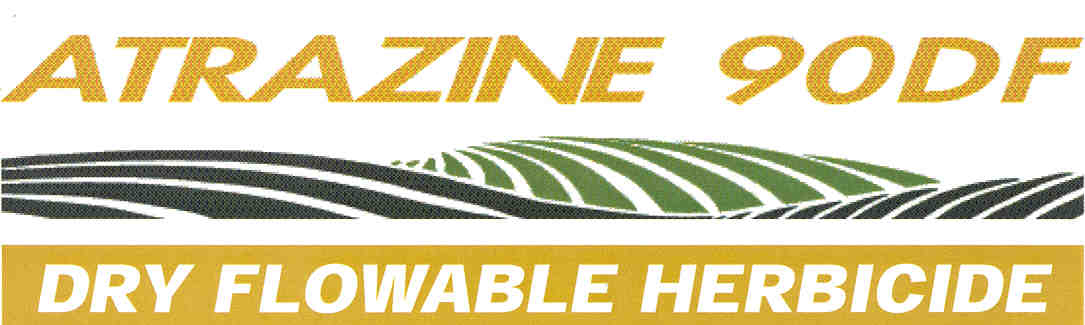 ATRAZINE 90DF
DRY FLOWABLE HERBICIDE